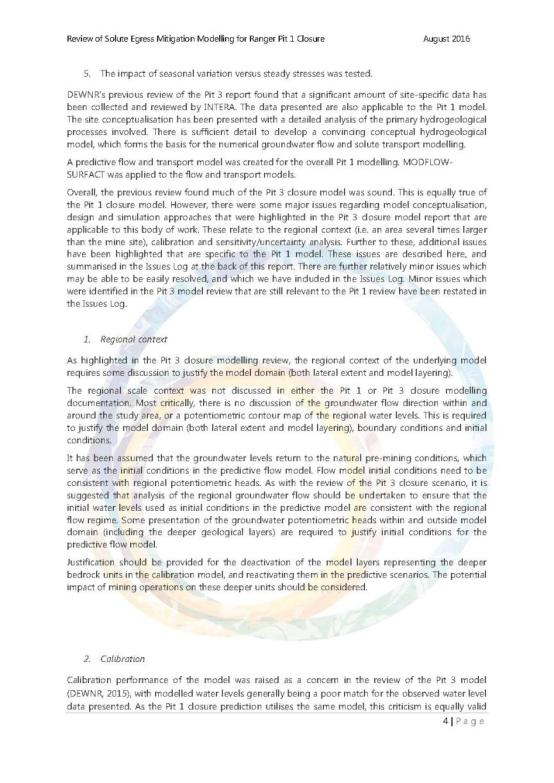 Review of Solute Egress Mitigation Modelling for Ranger Pit 1 Closure August 2016
5. The impact of seasonal variation versus steady stresses was tested.
DEWNR's previous review of the Pit 3 report found that a significant amount of site-specific data has
been collected and reviewed by INTERA. The data presented are also applicable to the Pit 1 model.
The site conceptualisation has been presented with a detailed analysis of the primary hydrogeological
processes involved. There is sufficient detail to develop a convincing conceptual hydrogeological
model, which forms the basis for the numerical groundwater flow and solute transport modelling.
A predictive flow and transport model was created for the overall Pit 1 modelling. MODFLOW-
SURFACT was applied to the flow and transport models.
Overall, the previous review found much of the Pit 3 closure model was sound. This is equally true of
the Pit 1 closure model. However, there were some major issues regarding model conceptualisation,
design and simulation approaches that were highlighted in the Pit 3 closure model report that are
applicable to this body of work. These relate to the regional context (i.e. an area several times larger
than the mine site), calibration and sensitivity/uncertainty analysis. Further to these, additional issues
have been highlighted that are specific to the Pit 1 model. These issues are described here, and
summarised in the Issues Log at the back of this report. There are further relatively minor issues which
may be able to be easily resolved, and which we have included in the Issues Log. Minor issues which
were identified in the Pit 3 model review that are still relevant to the Pit 1 review have been restated in
the Issues Log.
1. Regional context
As highlighted in the Pit 3 closure modelling review, the regional context of the underlying model
requires some discussion to justify the model domain (both lateral extent and model layering).
The regional scale context was not discussed in either the Pit 1 or Pit 3 closure modelling
documentation. Most critically, there is no discussion of the groundwater flow direction within and
around the study area, or a potentiometric contour map of the regional water levels. This is required
to justify the model domain (both lateral extent and model layering), boundary conditions and initial
conditions.
It has been assumed that the groundwater levels return to the natural pre-mining conditions, which
serve as the initial conditions in the predictive flow model. Flow model initial conditions need to be
consistent with regional potentiometric heads. As with the review of the Pit 3 closure scenario, it is
suggested that analysis of the regional groundwater flow should be undertaken to ensure that the
initial water levels used as initial conditions in the predictive model are consistent with the regional
flow regime. Some presentation of the groundwater potentiometric heads within and outside model
domain (including the deeper geological layers) are required to justify initial conditions for the
predictive flow model.
Justification should be provided for the deactivation of the model layers representing the deeper
bedrock units in the calibration model, and reactivating them in the predictive scenarios. The potential
impact of mining operations on these deeper units should be considered.
2. Calibration
Calibration performance of the model was raised as a concern in the review of the Pit 3 model
(DEWNR, 2015), with modelled water levels generally being a poor match for the observed water level
data presented. As the Pit 1 closure prediction utilises the same model, this criticism is equally valid
4 | Page